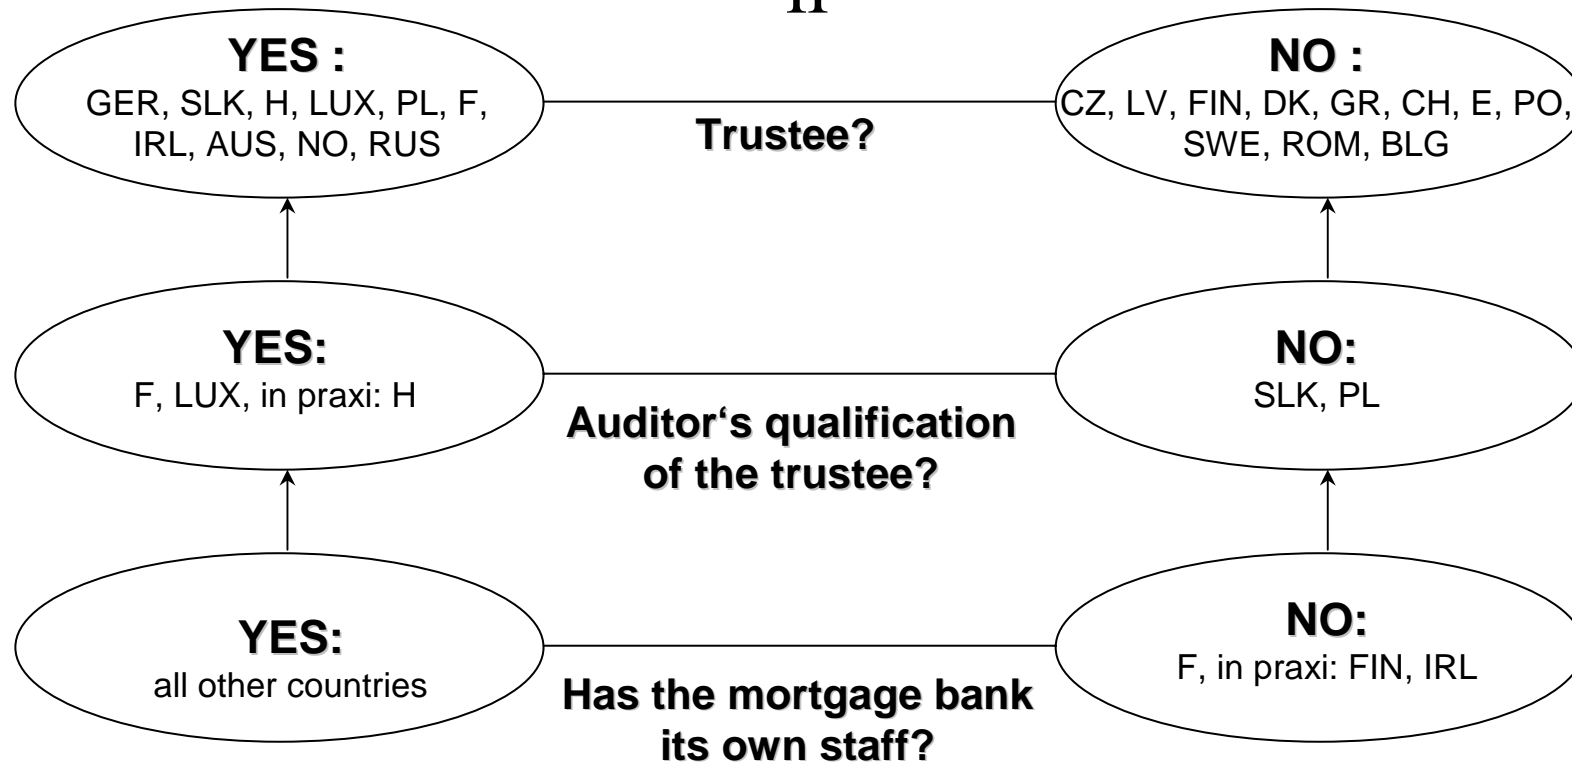 II
YES :
GER, SLK, H, LUX, PL, F,
IRL, AUS, NO, RUS
Trustee?
NO :
CZ, LV, FIN, DK, GR, CH, E, PO,
SWE, ROM, BLG
YES:
F, LUX, in praxi: H
Auditor‘s qualification
of the trustee?
NO:
SLK, PL
YES:
all other countries
Has the mortgage bank
its own staff?
NO:
F, in praxi: FIN, IRL